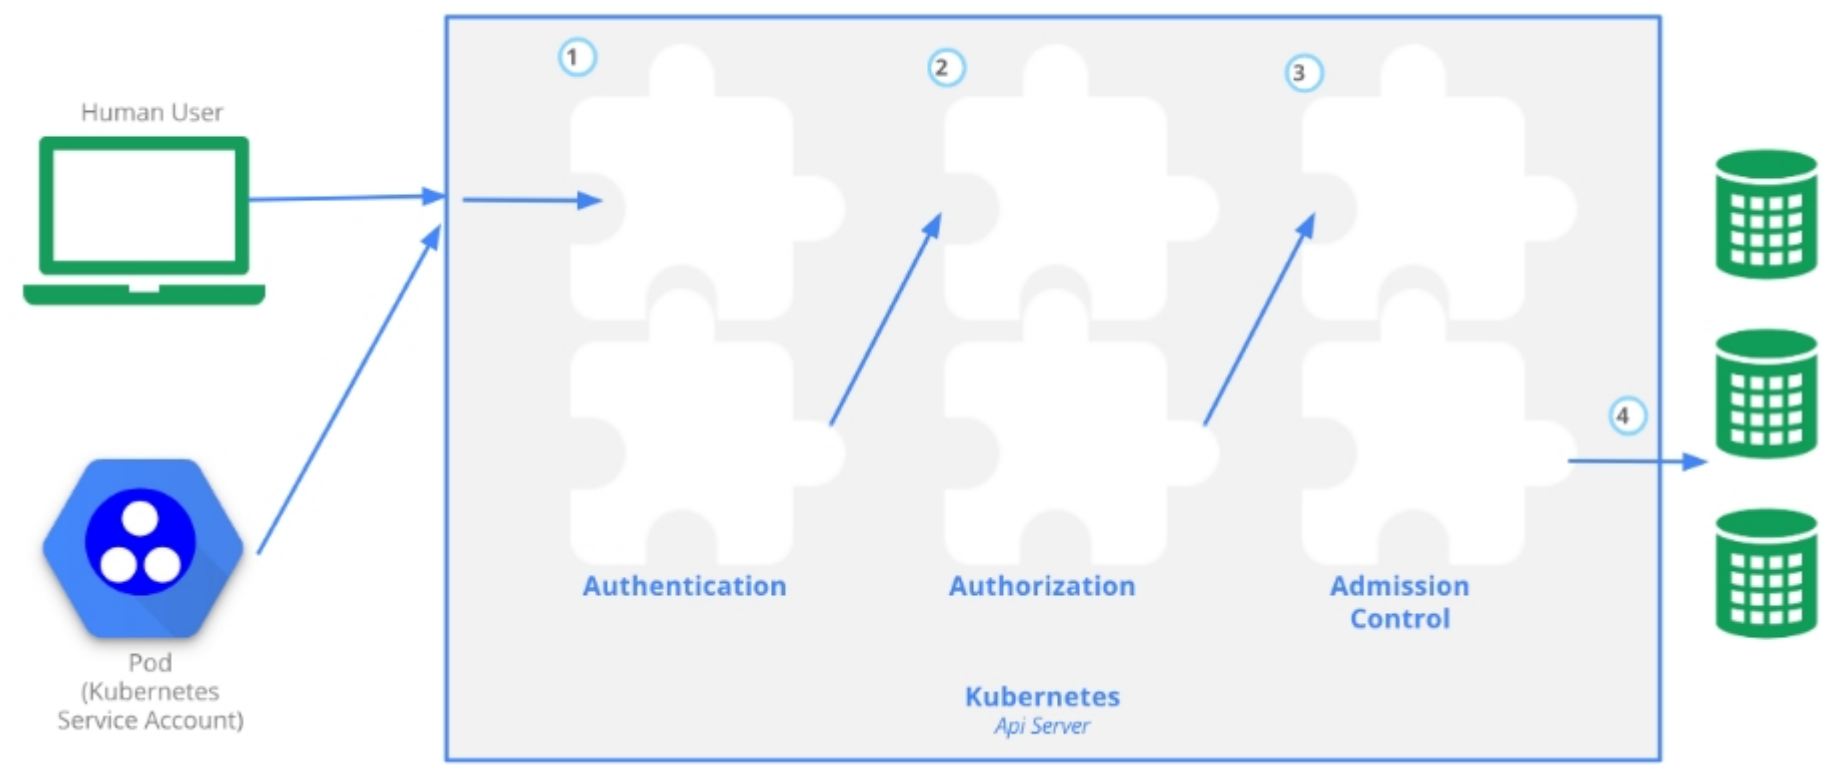 Human User
Pod
(Kubernetes
Service Account)
1
2
3
4
Authentication
Authorization
Admission
Control
Kubernetes
Api Server